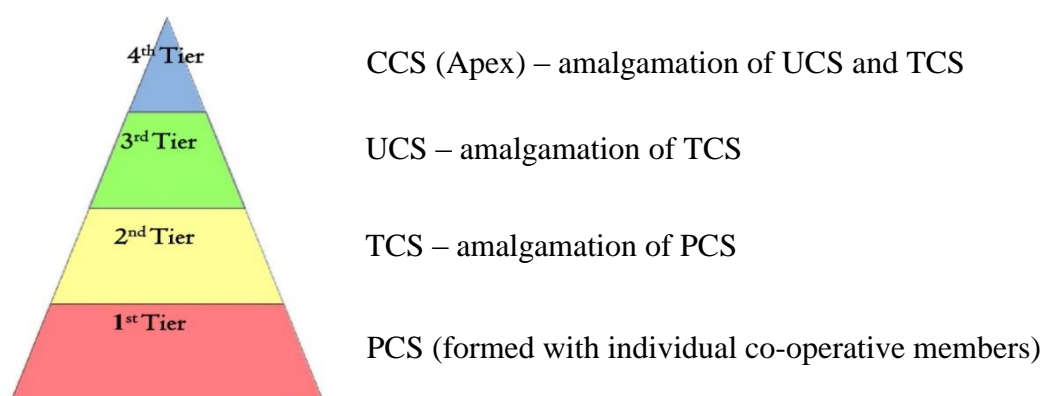 4th Tier
CCS (Apex) – amalgamation of UCS and TCS
3rd Tier
UCS – amalgamation of TCS
2nd Tier
TCS – amalgamation of PCS
1st Tier
PCS (formed with individual co-operative members)